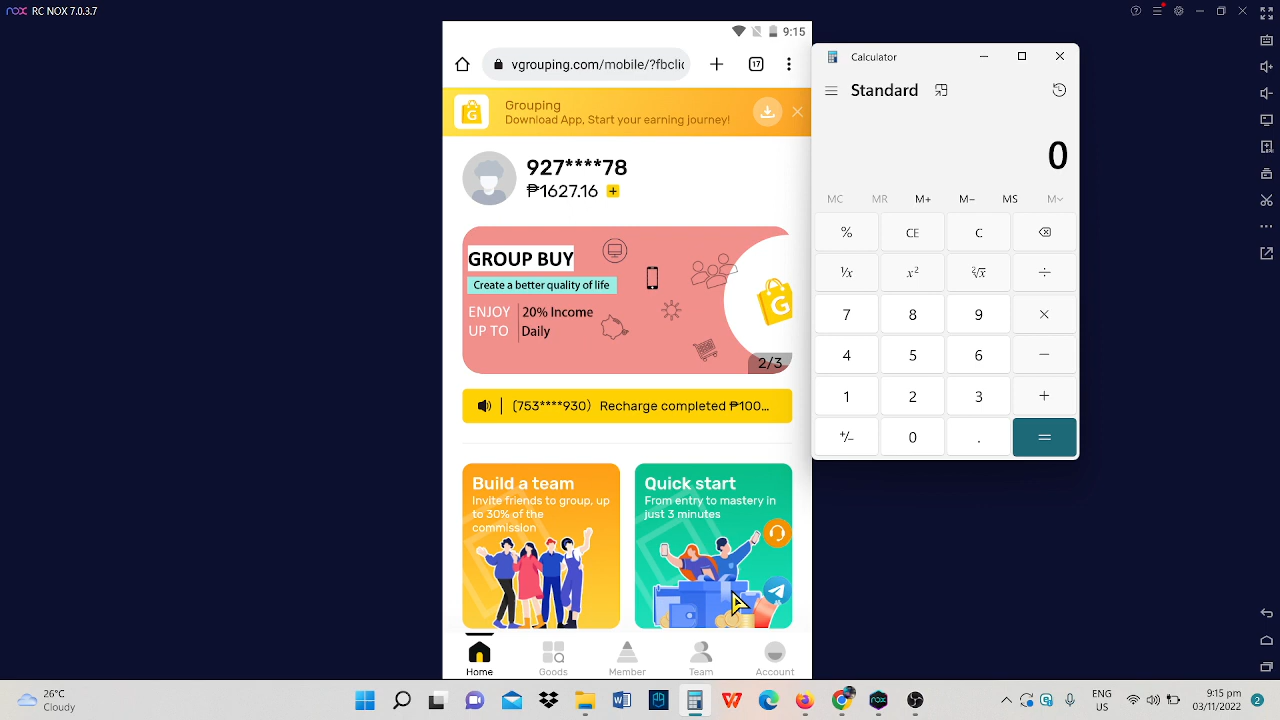 nox RC NOX 7.0.3.7
9:15
vgrouping.com/mobile/?fbclic
17
G
Grouping
Download App, Start your earning journey!
927****78
₱1627.16 +
GROUP BUY
Create a better quality of life
ENJOY
UP TO
20% Income
Daily
G
2/3
(753****930) Recharge completed ₱100...
Build a team
Invite friends to group, up
to 30% of the
commission
Quick start
From entry to mastery in
just 3 minutes
Home
Goods
Member
Team
Account
Calculator
Standard
0
MC MR M+ M− MS M˅
% CE C
¹/x x² ²√x ÷
7 8 9 ×
4 5 6 −
1 2 3 +
+/− 0 . =
26°C
Cloudy
ENG
US
9:15 pm
03/11/2022
2